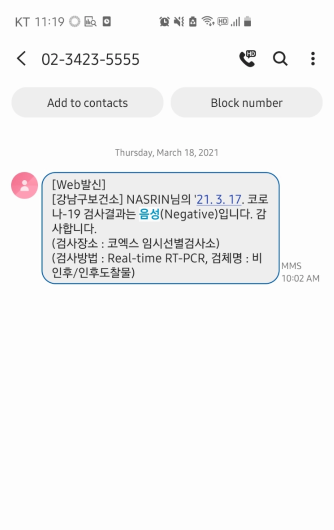 KT 11:19
02-3423-5555
Add to contacts
Block number
Thursday, March 18, 2021
[Web발신]
[강남구보건소] NASRIN님의 '21. 3. 17. 코로
나-19 검사결과는 음성(Negative)입니다. 감
사합니다.
(검사장소 : 코엑스 임시선별검사소)
(검사방법 : Real-time RT-PCR, 검체명 : 비
인후/인후도찰물)
MMS
10:02 AM